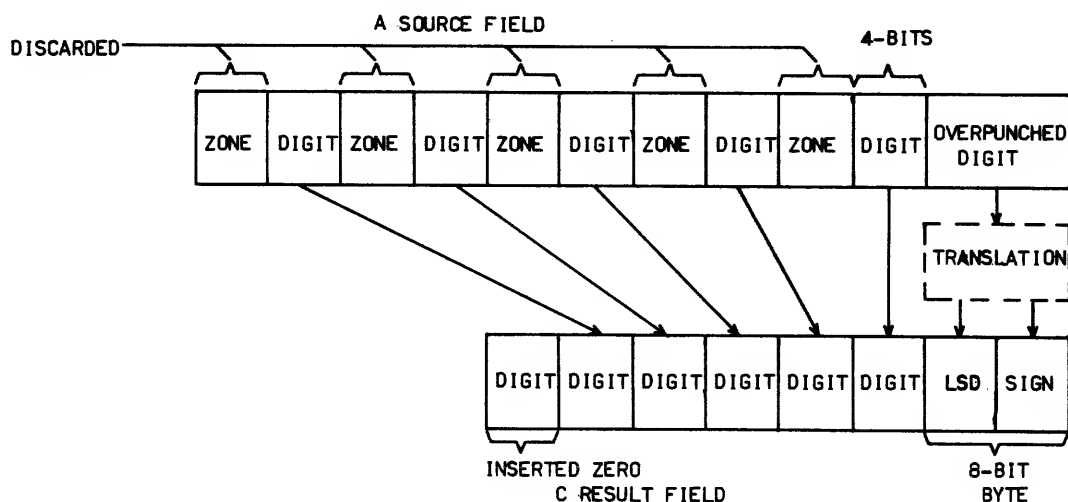 A SOURCE FIELD
DISCARDED
4-BITS
ZONE DIGIT ZONE DIGIT ZONE DIGIT ZONE DIGIT ZONE DIGIT OVERPUNCHED
DIGIT
TRANSLATION
DIGIT DIGIT DIGIT DIGIT DIGIT DIGIT LSD SIGN
INSERTED ZERO
C RESULT FIELD
8-BIT
BYTE